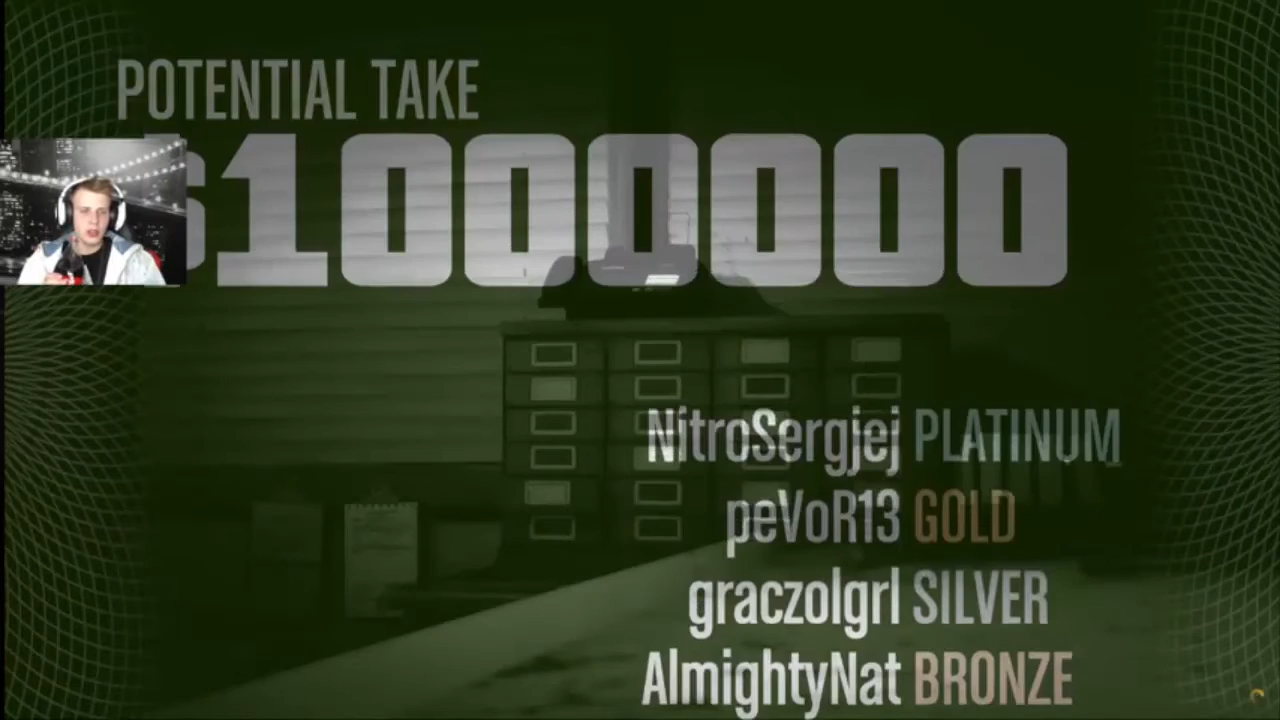 POTENTIAL TAKE
$1000000
NitroSergjej PLATINUM
peVoR13 GOLD
graczolgrl SILVER
AlmightyNat BRONZE